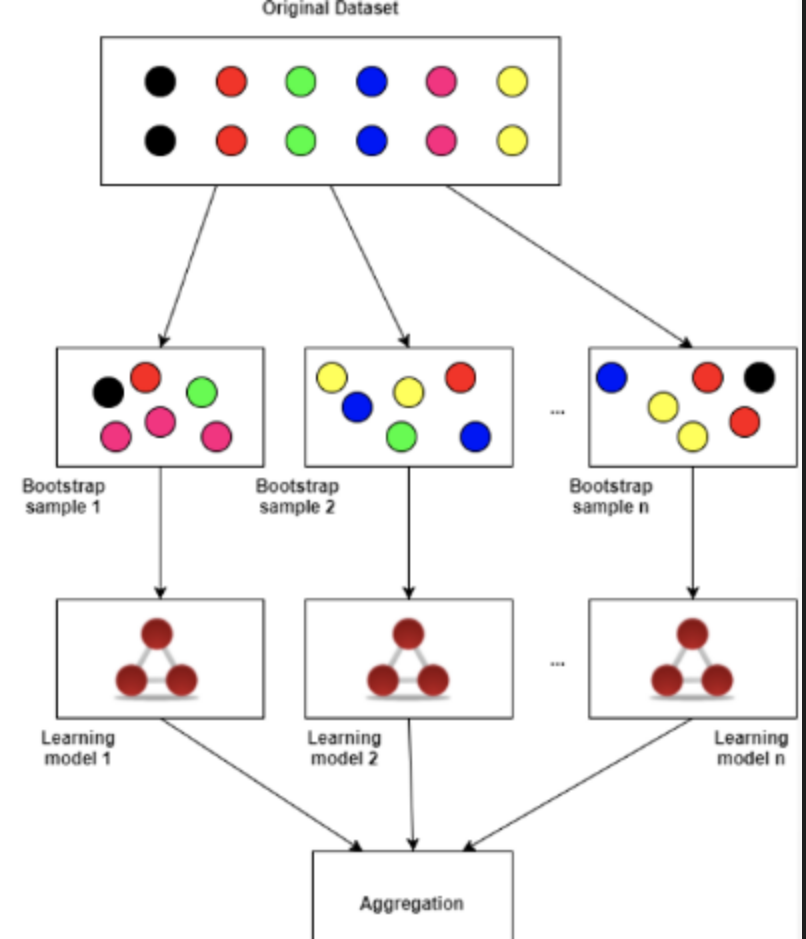 Original Dataset
...
Bootstrap
sample 1
Bootstrap
sample 2
Bootstrap
sample n
...
Learning
model 1
Learning
model 2
Learning
model n
Aggregation